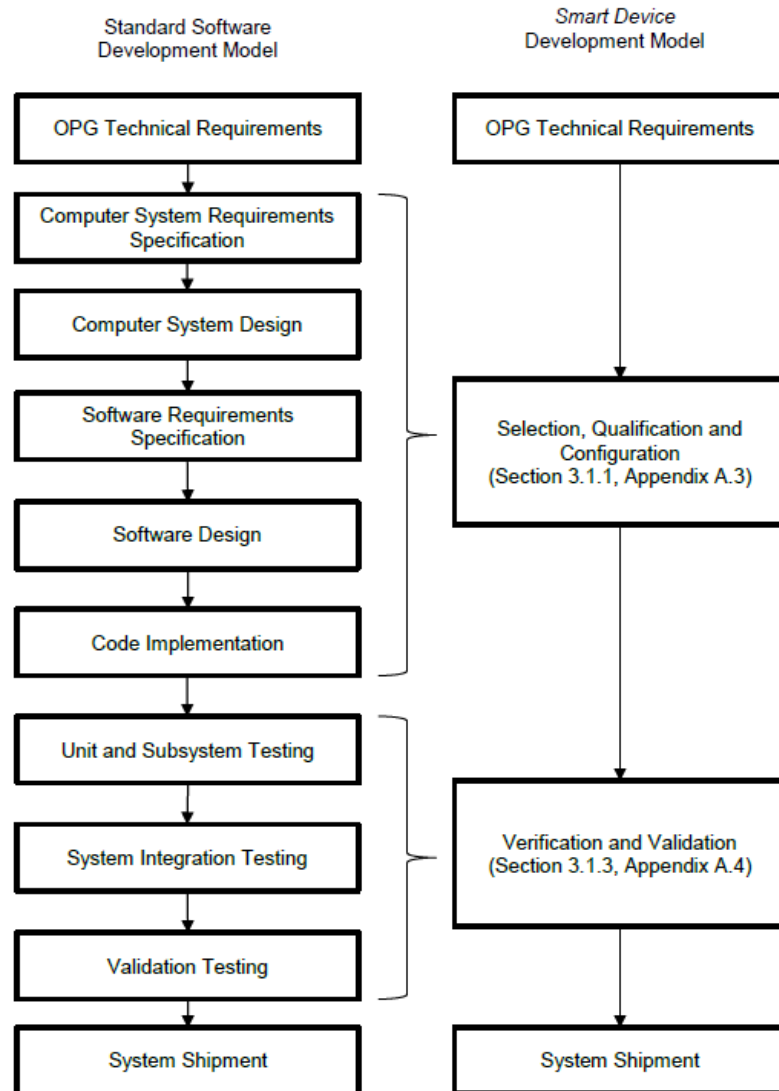 Standard Software
Development Model
OPG Technical Requirements
Computer System Requirements
Specification
Computer System Design
Software Requirements
Specification
Software Design
Code Implementation
Unit and Subsystem Testing
System Integration Testing
Validation Testing
System Shipment
Smart Device
Development Model
OPG Technical Requirements
Selection, Qualification and
Configuration
(Section 3.1.1, Appendix A.3)
Verification and Validation
(Section 3.1.3, Appendix A.4)
System Shipment